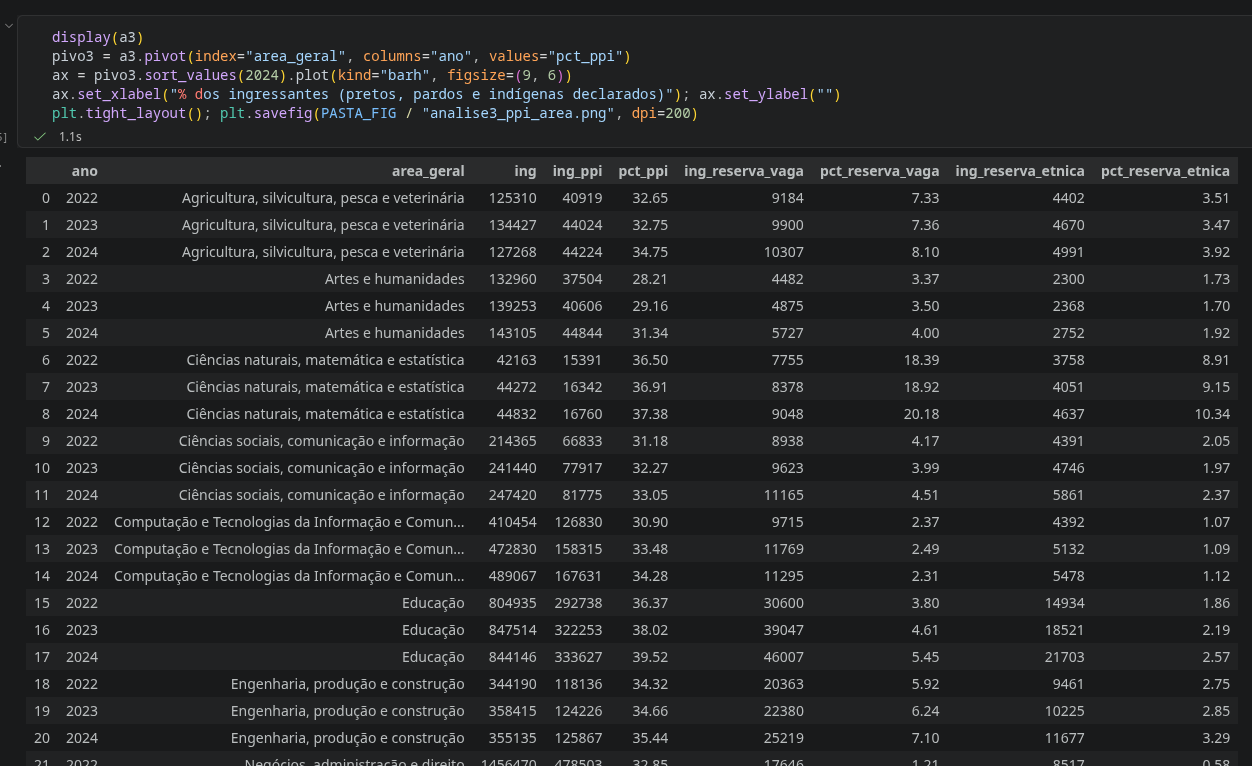 display(a3)
pivo3 = a3.pivot(index="area_geral", columns="ano", values="pct_ppi")
ax = pivo3.sort_values(2024).plot(kind="barh", figsize=(9, 6))
ax.set_xlabel("% dos ingressantes (pretos, pardos e indígenas declarados)"); ax.set_ylabel("")
plt.tight_layout(); plt.savefig(PASTA_FIG / "analise3_ppi_area.png", dpi=200)
1.1s
ano area_geral ing ing_ppi pct_ppi ing_reserva_vaga pct_reserva_vaga ing_reserva_etnica pct_reserva_etnica
0 2022 Agricultura, silvicultura, pesca e veterinária 125310 40919 32.65 9184 7.33 4402 3.51
1 2023 Agricultura, silvicultura, pesca e veterinária 134427 44024 32.75 9900 7.36 4670 3.47
2 2024 Agricultura, silvicultura, pesca e veterinária 127268 44224 34.75 10307 8.10 4991 3.92
3 2022 Artes e humanidades 132960 37504 28.21 4482 3.37 2300 1.73
4 2023 Artes e humanidades 139253 40606 29.16 4875 3.50 2368 1.70
5 2024 Artes e humanidades 143105 44844 31.34 5727 4.00 2752 1.92
6 2022 Ciências naturais, matemática e estatística 42163 15391 36.50 7755 18.39 3758 8.91
7 2023 Ciências naturais, matemática e estatística 44272 16342 36.91 8378 18.92 4051 9.15
8 2024 Ciências naturais, matemática e estatística 44832 16760 37.38 9048 20.18 4637 10.34
9 2022 Ciências sociais, comunicação e informação 214365 66833 31.18 8938 4.17 4391 2.05
10 2023 Ciências sociais, comunicação e informação 241440 77917 32.27 9623 3.99 4746 1.97
11 2024 Ciências sociais, comunicação e informação 247420 81775 33.05 11165 4.51 5861 2.37
12 2022 Computação e Tecnologias da Informação e Comun... 410454 126830 30.90 9715 2.37 4392 1.07
13 2023 Computação e Tecnologias da Informação e Comun... 472830 158315 33.48 11769 2.49 5132 1.09
14 2024 Computação e Tecnologias da Informação e Comun... 489067 167631 34.28 11295 2.31 5478 1.12
15 2022 Educação 804935 292738 36.37 30600 3.80 14934 1.86
16 2023 Educação 847514 322253 38.02 39047 4.61 18521 2.19
17 2024 Educação 844146 333627 39.52 46007 5.45 21703 2.57
18 2022 Engenharia, produção e construção 344190 118136 34.32 20363 5.92 9461 2.75
19 2023 Engenharia, produção e construção 358415 124226 34.66 22380 6.24 10225 2.85
20 2024 Engenharia, produção e construção 355135 125867 35.44 25219 7.10 11677 3.29
21 2022 Negócios, administração e direito 1456470 478503 32.85 17646 1.21 8517 0.58